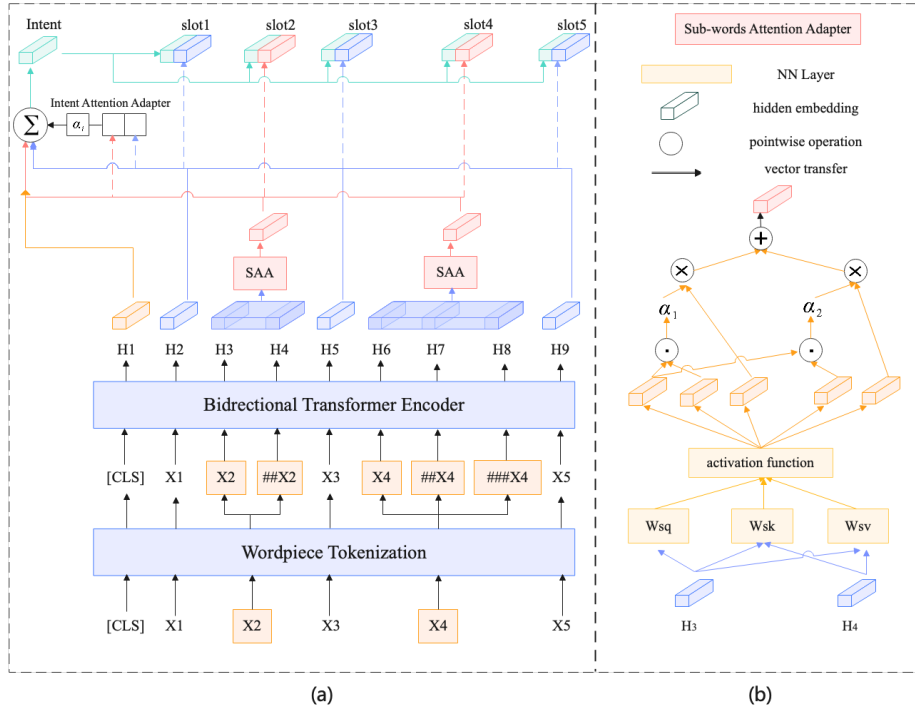 Intent slot1 slot2 slot3 slot4 slot5
Intent Attention Adapter
Σ αi
SAA SAA
H1 H2 H3 H4 H5 H6 H7 H8 H9
Bidrectional Transformer Encoder
[CLS] X1 X2 ##X2 X3 X4 ##X4 ###X4 X5
Wordpiece Tokenization
[CLS] X1 X2 X3 X4 X5
(a)
Sub-words Attention Adapter
NN Layer
hidden embedding
pointwise operation
vector transfer
+
× ×
α1 α2
· ·
activation function
Wsq Wsk Wsv
H3 H4
(b)